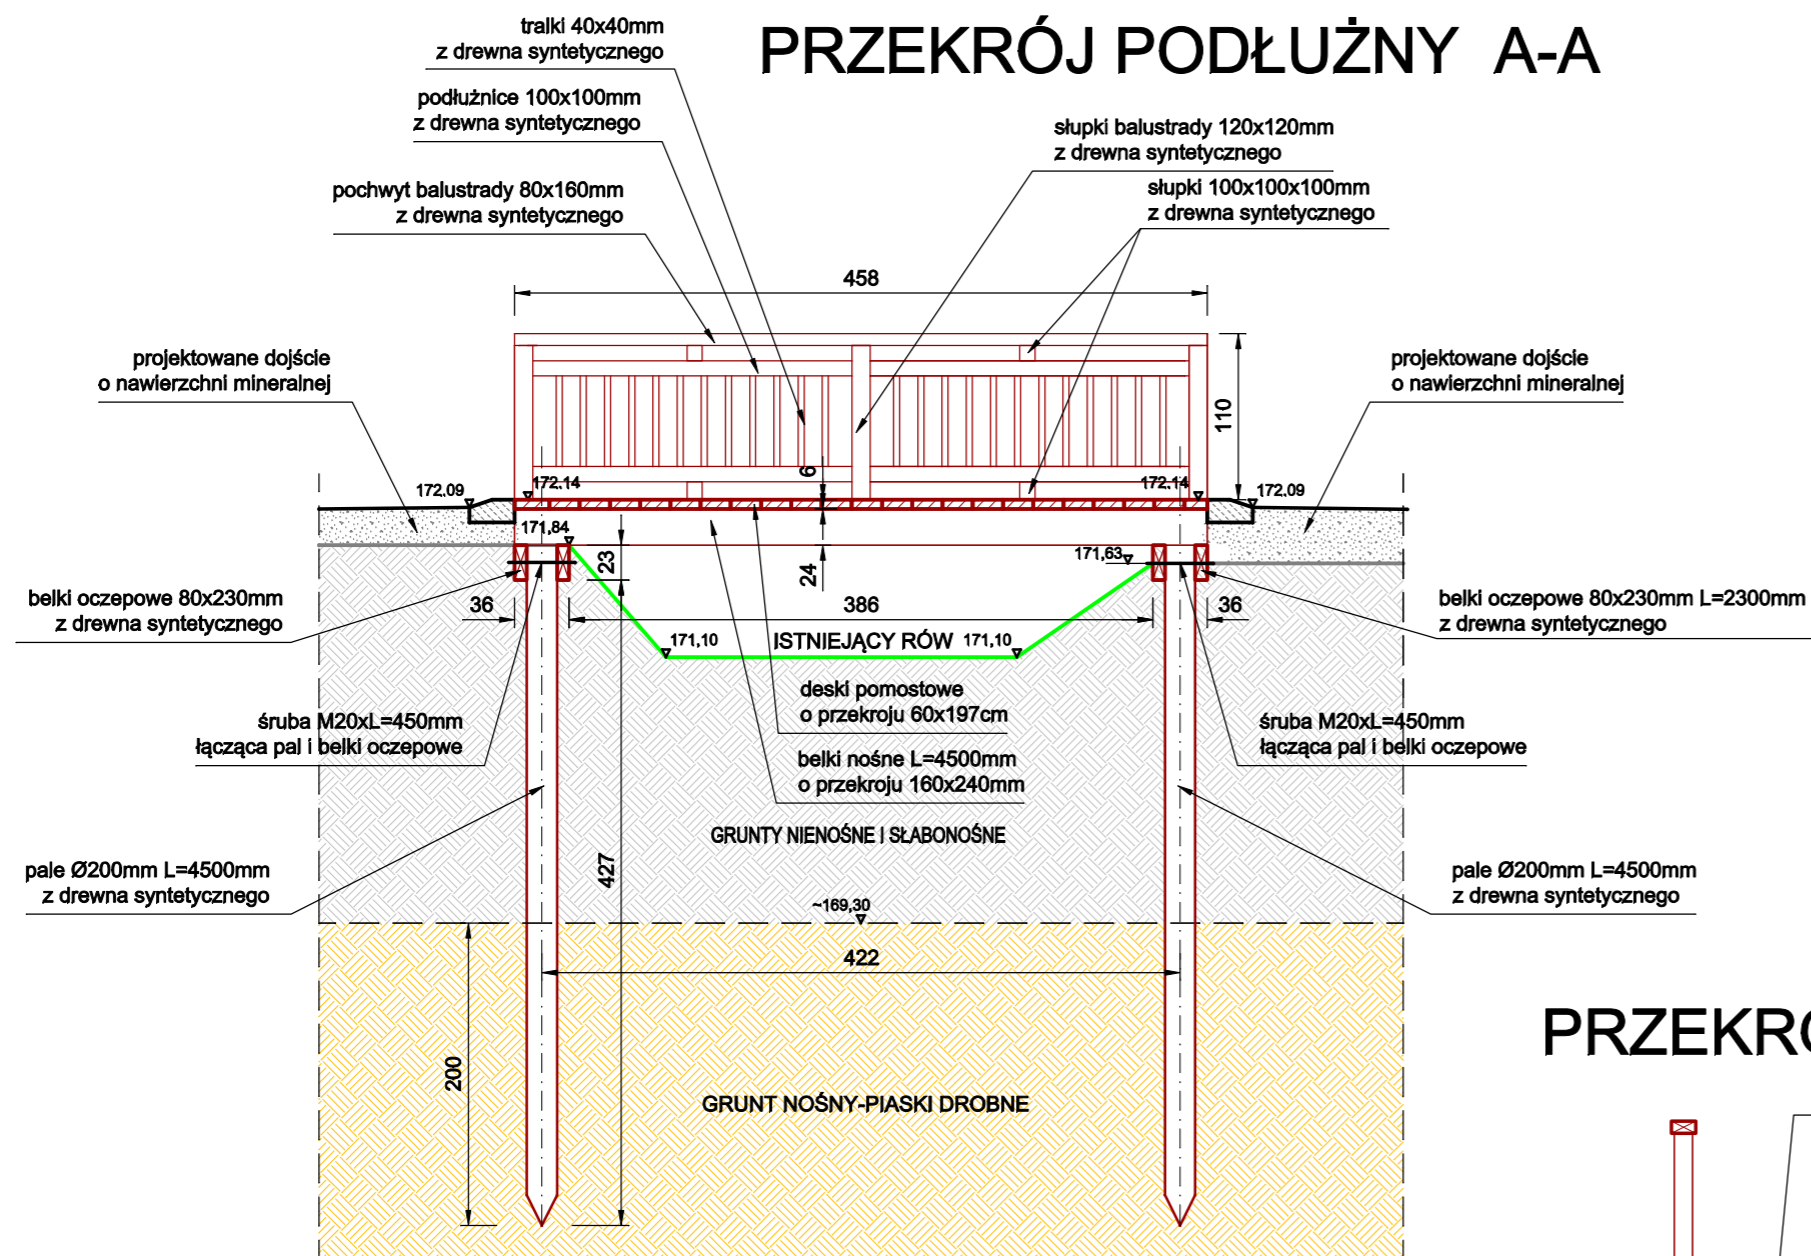 PRZEKRÓJ PODŁUŻNY A-A
tralki 40x40mm
z drewna syntetycznego
podłużnice 100x100mm
z drewna syntetycznego
pochwyt balustrady 80x160mm
z drewna syntetycznego
słupki balustrady 120x120mm
z drewna syntetycznego
słupki 100x100x100mm
z drewna syntetycznego
458
projektowane dojście
o nawierzchni mineralnej
projektowane dojście
o nawierzchni mineralnej
110
6
172,09
172,14
172,14
172,09
171,84
171,63
23
24
36
386
36
belki oczepowe 80x230mm
z drewna syntetycznego
belki oczepowe 80x230mm L=2300mm
z drewna syntetycznego
171,10
ISTNIEJĄCY RÓW
171,10
deski pomostowe
o przekroju 60x197cm
śruba M20xL=450mm
łącząca pal i belki oczepowe
śruba M20xL=450mm
łącząca pal i belki oczepowe
belki nośne L=4500mm
o przekroju 160x240mm
GRUNTY NIENOŚNE I SŁABONOŚNE
427
pale Ø200mm L=4500mm
z drewna syntetycznego
pale Ø200mm L=4500mm
z drewna syntetycznego
~169,30
422
200
GRUNT NOŚNY-PIASKI DROBNE
PRZEKRÓ